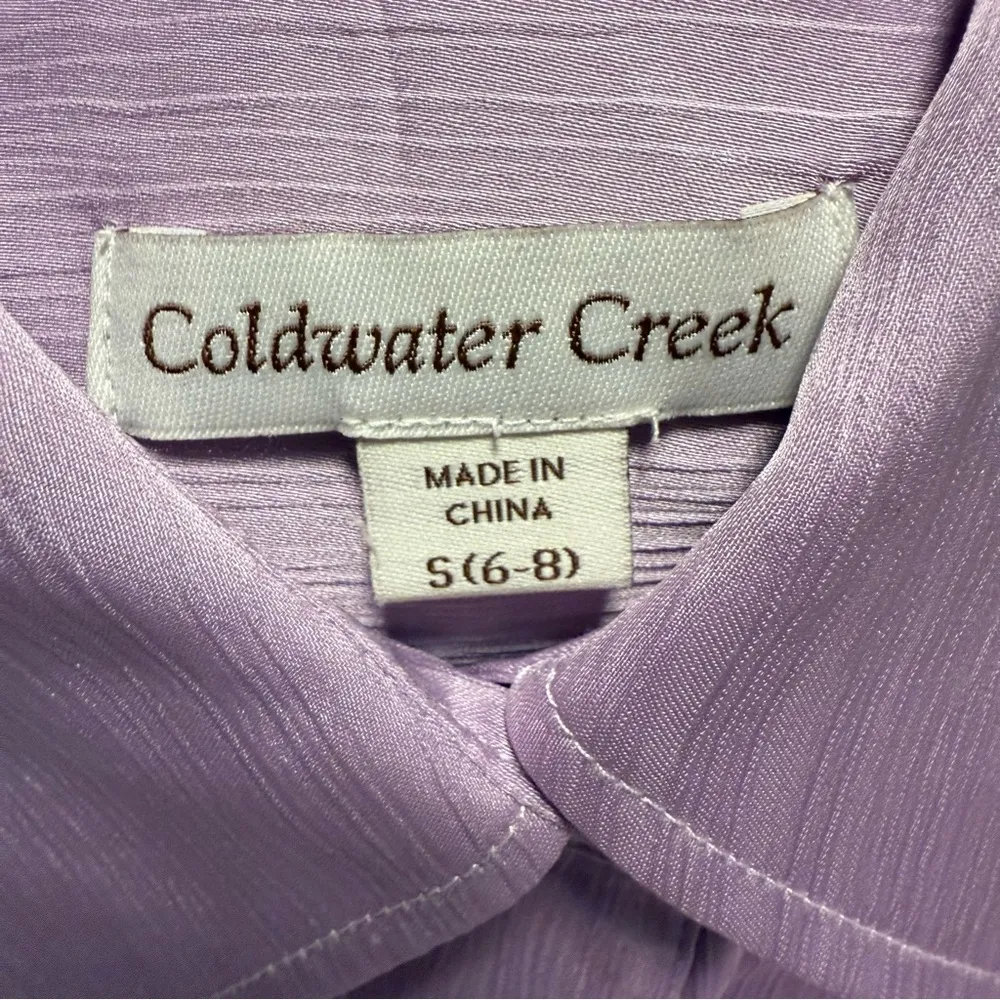 Coldwater Creek
MADE IN
CHINA
S(6-8)